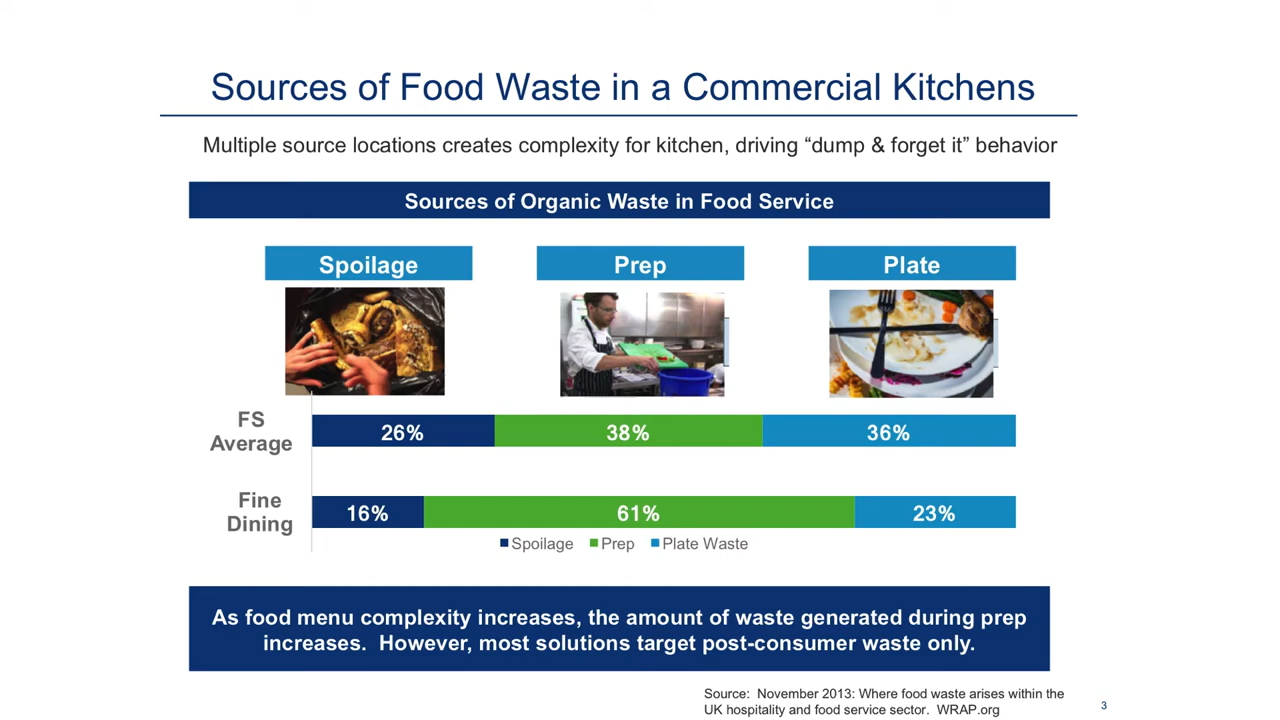 Sources of Food Waste in a Commercial Kitchens
Multiple source locations creates complexity for kitchen, driving “dump & forget it” behavior
Sources of Organic Waste in Food Service
Spoilage
Prep
Plate
FS
Average
26%
38%
36%
Fine
Dining
16%
61%
23%
Spoilage
Prep
Plate Waste
As food menu complexity increases, the amount of waste generated during prep
increases.  However, most solutions target post-consumer waste only.
Source:  November 2013: Where food waste arises within the
UK hospitality and food service sector.  WRAP.org
3